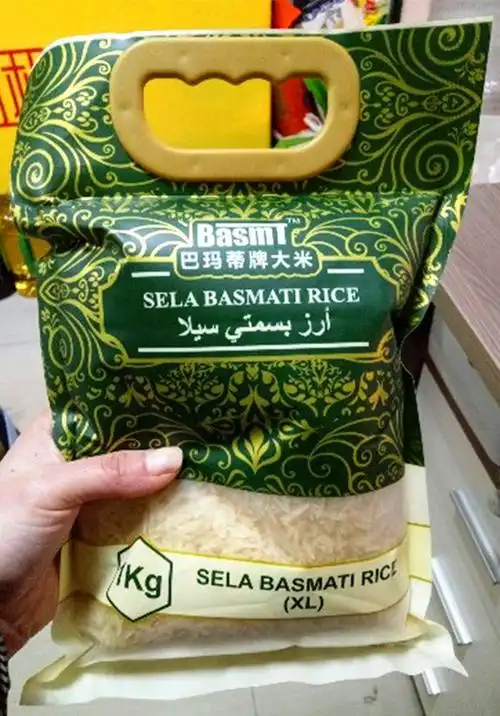 BasmT™
巴玛蒂牌大米
SELA BASMATI RICE
أرز بسمتي سيلا
1Kg
SELA BASMATI RICE
(XL)